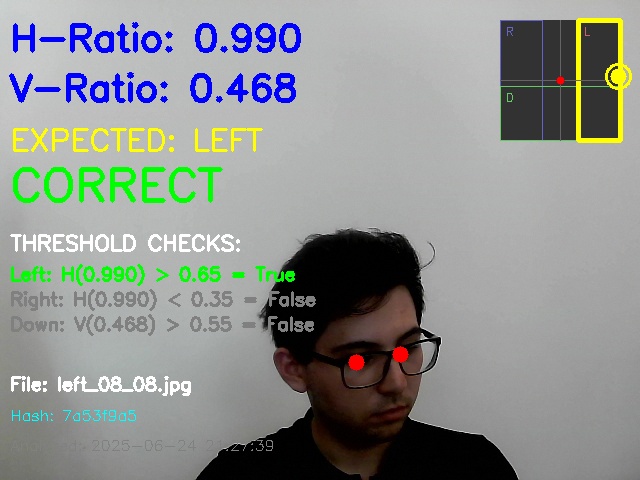 H-Ratio: 0.990
V-Ratio: 0.468
EXPECTED: LEFT
CORRECT
THRESHOLD CHECKS:
Left: H(0.990) > 0.65 = True
Right: H(0.990) < 0.35 = False
Down: V(0.468) > 0.55 = False
File: left_08_08.jpg
Hash: 7a53f9a5
2025-06-24 :27:39
R
L
D